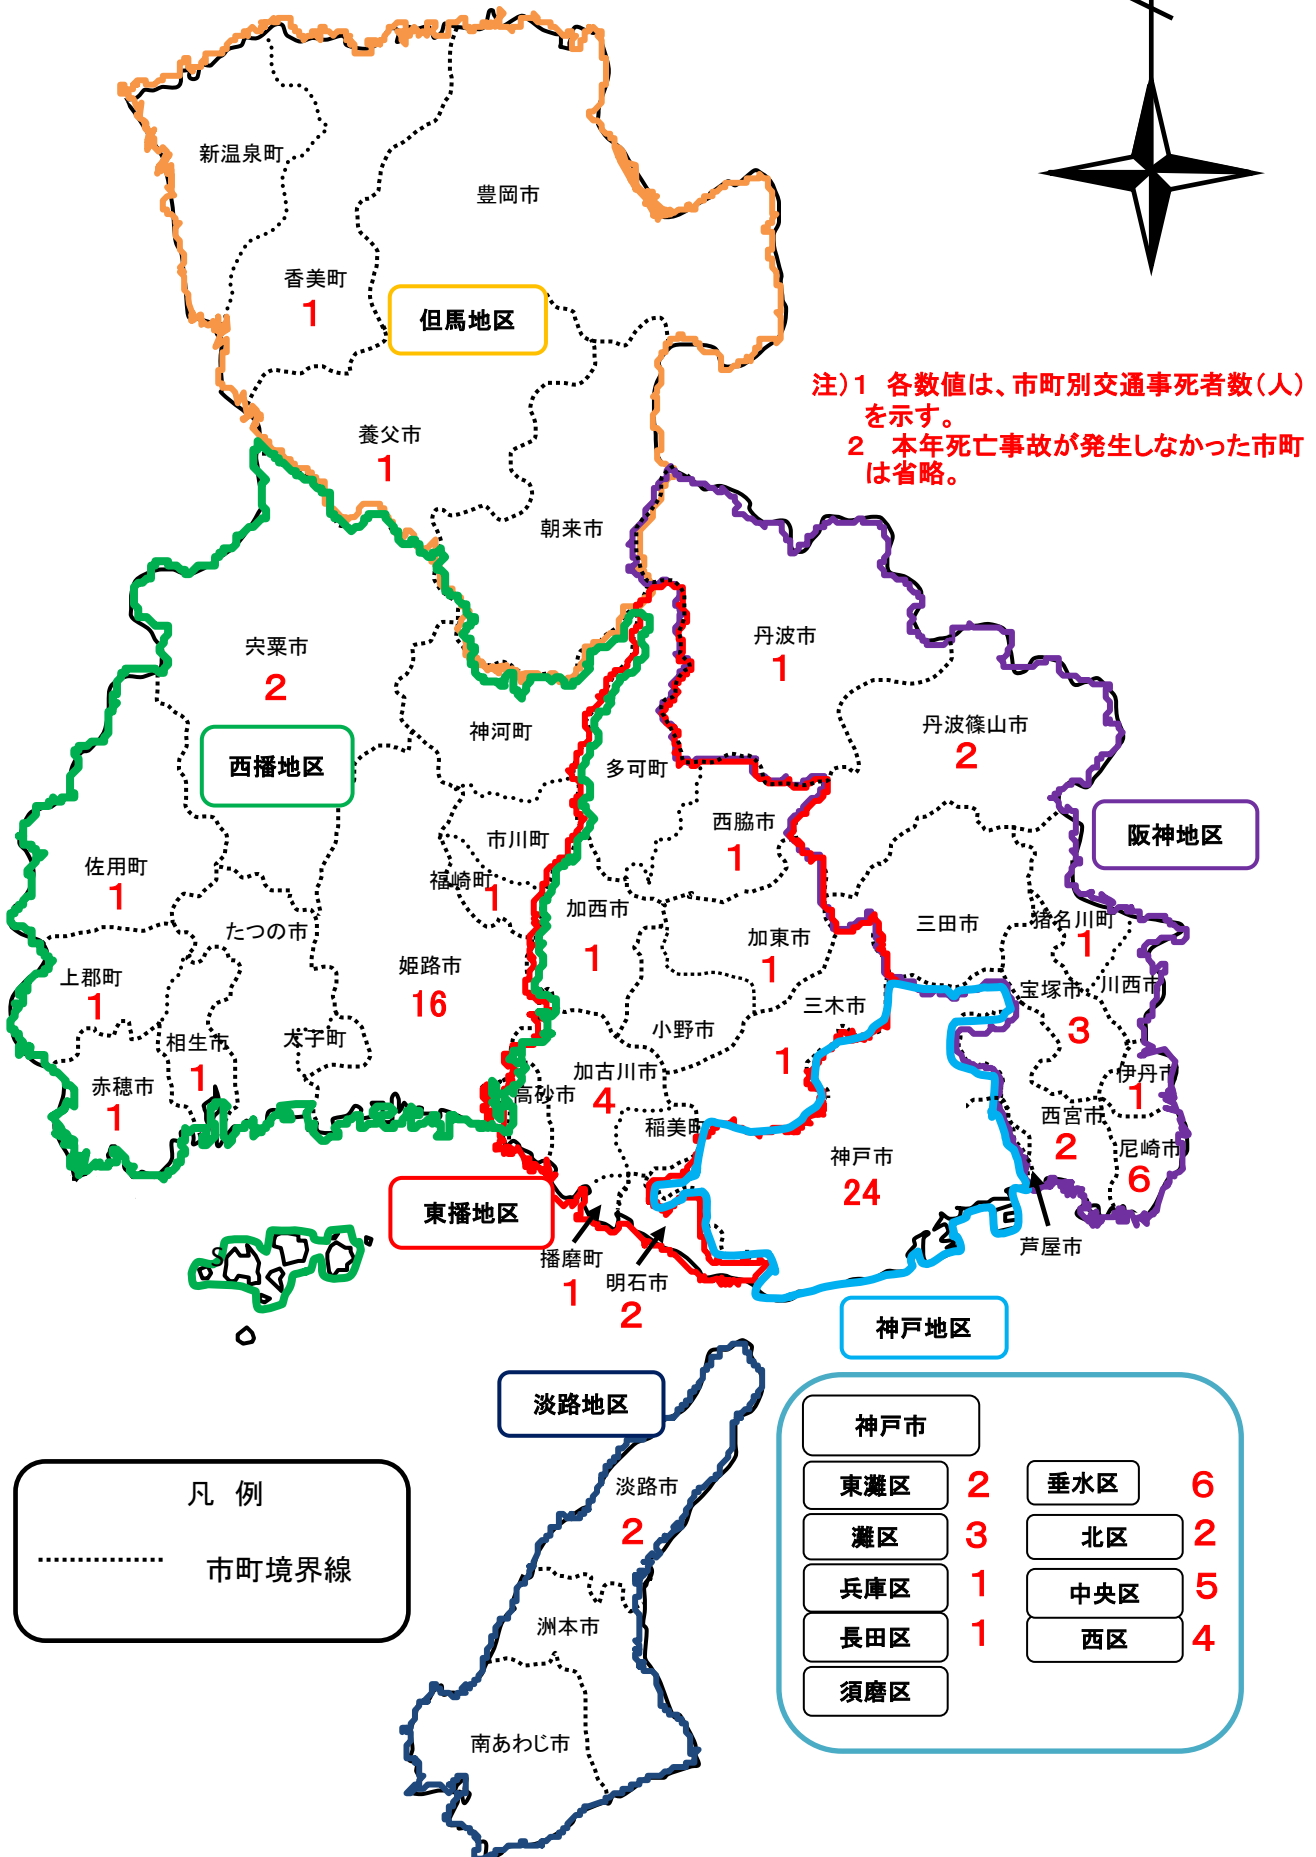 新温泉町
豊岡市
香美町
1
但馬地区
注)1 各数値は、市町別交通事死者数(人)
を示す。
2 本年死亡事故が発生しなかった市町
は省略。
養父市
1
朝来市
宍粟市
2
丹波市
1
神河町
丹波篠山市
2
西播地区
多可町
市川町
西脇市
1
阪神地区
佐用町
1
福崎町
1
加西市
1
たつの市
加東市
1
三田市
猪名川町
1
上郡町
1
姫路市
16
三木市
1
宝塚市
3
川西市
相生市
1
太子町
小野市
赤穂市
1
高砂市
加古川市
4
伊丹市
1
稲美町
西宮市
2
神戸市
24
尼崎市
6
東播地区
播磨町
1
明石市
2
芦屋市
S
神戸地区
淡路地区
淡路市
2
洲本市
南あわじ市
凡 例
市町境界線
神戸市
東灘区 2
垂水区 6
灘区 3
北区 2
兵庫区 1
中央区 5
長田区 1
西区 4
須磨区